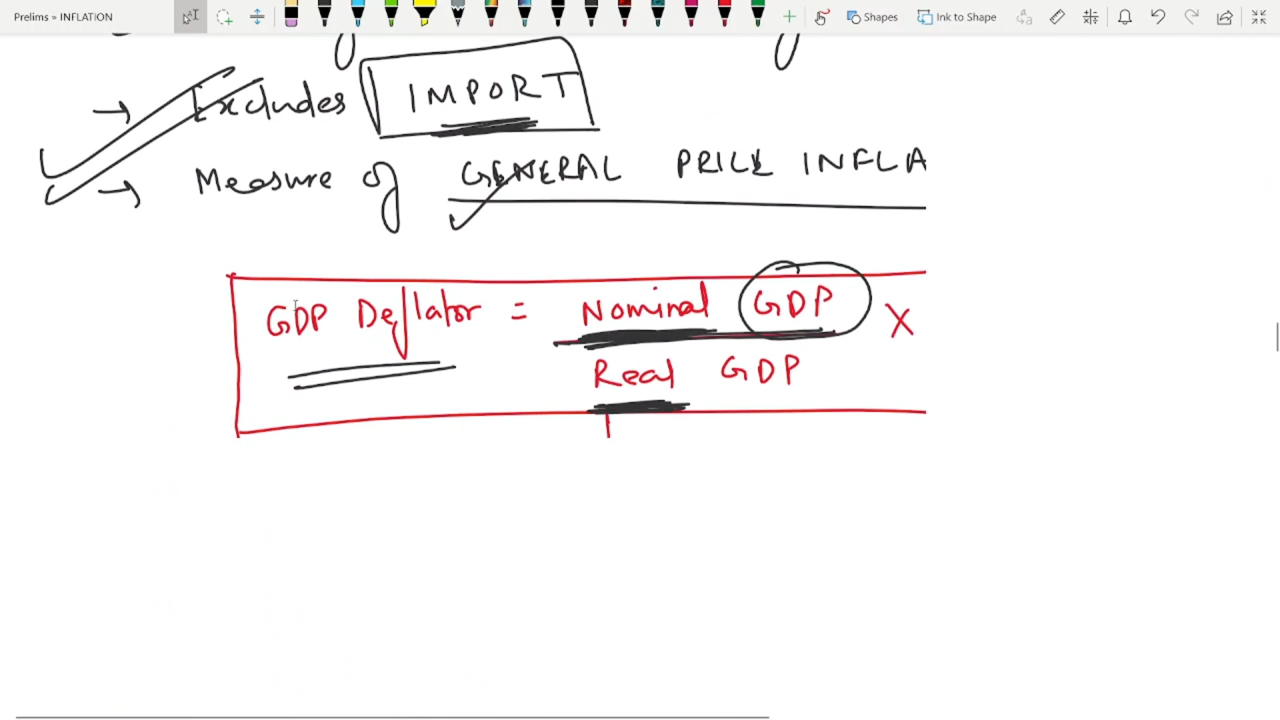 Prelims » INFLATION
Shapes
Ink to Shape
→ Excludes IMPORT
→ Measure of GENERAL PRICE INFLA
GDP Deflator = Nominal GDP X
Real GDP